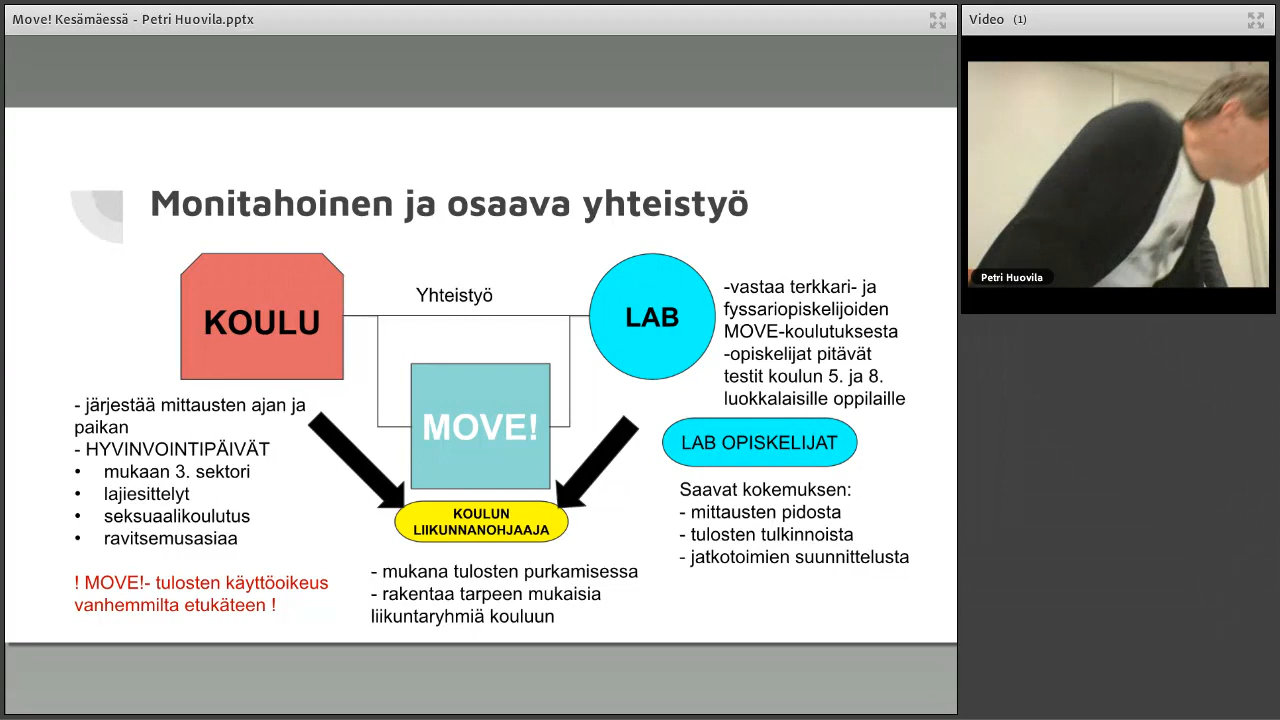 Move! Kesämäessä - Petri Huovila.pptx
Video (1)
Petri Huovila
Monitahoinen ja osaava yhteistyö
KOULU
Yhteistyö
LAB
-vastaa terkkari- ja
fyssariopiskelijoiden
MOVE-koulutuksesta
-opiskelijat pitävät
testit koulun 5. ja 8.
luokkalaisille oppilaille
MOVE!
- järjestää mittausten ajan ja
paikan
- HYVINVOINTIPÄIVÄT
• mukaan 3. sektori
• lajiesittelyt
• seksuaalikoulutus
• ravitsemusasiaa
! MOVE!- tulosten käyttöoikeus
vanhemmilta etukäteen !
KOULUN
LIIKUNNANOHJAAJA
- mukana tulosten purkamisessa
- rakentaa tarpeen mukaisia
liikuntaryhmiä kouluun
LAB OPISKELIJAT
Saavat kokemuksen:
- mittausten pidosta
- tulosten tulkinnoista
- jatkotoimien suunnittelusta